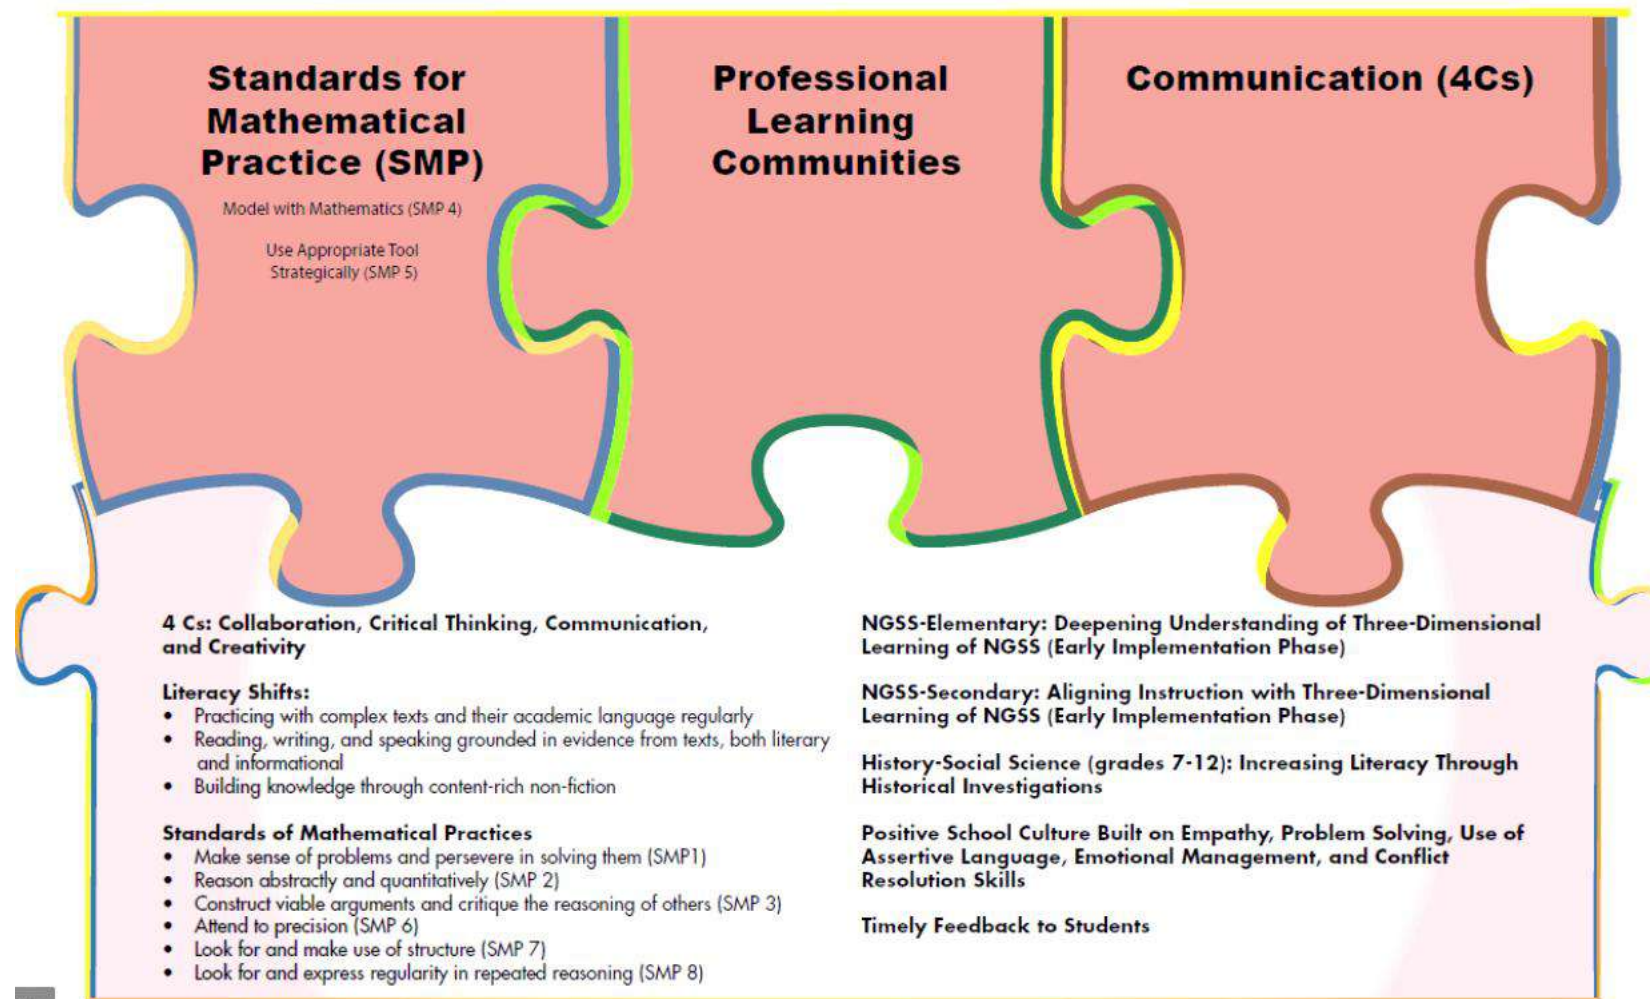 Standards for
Mathematical
Practice (SMP)
Model with Mathematics (SMP 4)
Use Appropriate Tool
Strategically (SMP 5)
Professional
Learning
Communities
Communication (4Cs)
4 Cs: Collaboration, Critical Thinking, Communication,
and Creativity
Literacy Shifts:
• Practicing with complex texts and their academic language regularly
• Reading, writing, and speaking grounded in evidence from texts, both literary
and informational
• Building knowledge through content-rich non-fiction
Standards of Mathematical Practices
• Make sense of problems and persevere in solving them (SMP1)
• Reason abstractly and quantitatively (SMP 2)
• Construct viable arguments and critique the reasoning of others (SMP 3)
• Attend to precision (SMP 6)
• Look for and make use of structure (SMP 7)
• Look for and express regularity in repeated reasoning (SMP 8)
NGSS-Elementary: Deepening Understanding of Three-Dimensional
Learning of NGSS (Early Implementation Phase)
NGSS-Secondary: Aligning Instruction with Three-Dimensional
Learning of NGSS (Early Implementation Phase)
History-Social Science (grades 7-12): Increasing Literacy Through
Historical Investigations
Positive School Culture Built on Empathy, Problem Solving, Use of
Assertive Language, Emotional Management, and Conflict
Resolution Skills
Timely Feedback to Students